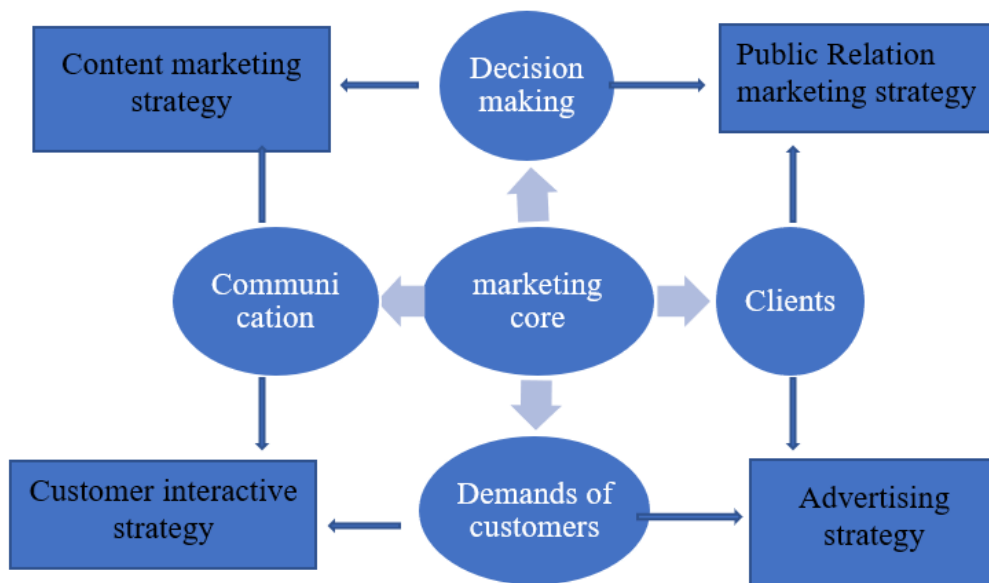 Content marketing
strategy
Decision
making
Public Relation
marketing strategy
Communi
cation
marketing
core
Clients
Customer interactive
strategy
Demands of
customers
Advertising
strategy